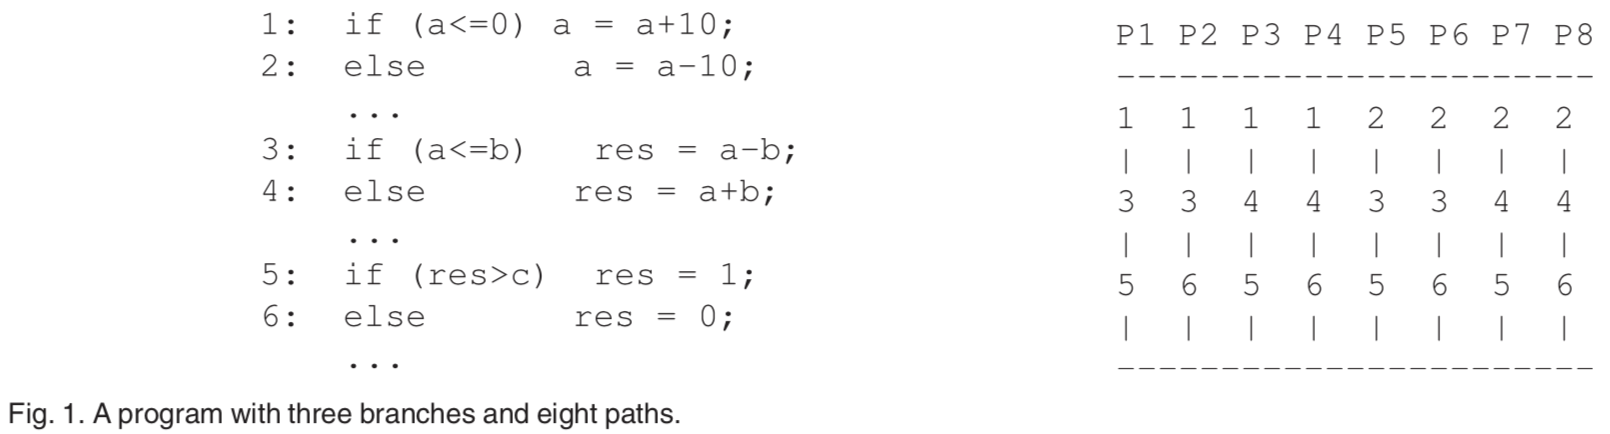 1: if (a<=0) a = a+10;
2: else a = a-10;
...
3: if (a<=b) res = a-b;
4: else res = a+b;
...
5: if (res>c) res = 1;
6: else res = 0;
...
P1 P2 P3 P4 P5 P6 P7 P8
-----------------------
1 1 1 1 2 2 2 2
| | | | | | | |
3 3 4 4 3 3 4 4
| | | | | | | |
5 6 5 6 5 6 5 6
| | | | | | | |
-----------------------
Fig. 1. A program with three branches and eight paths.